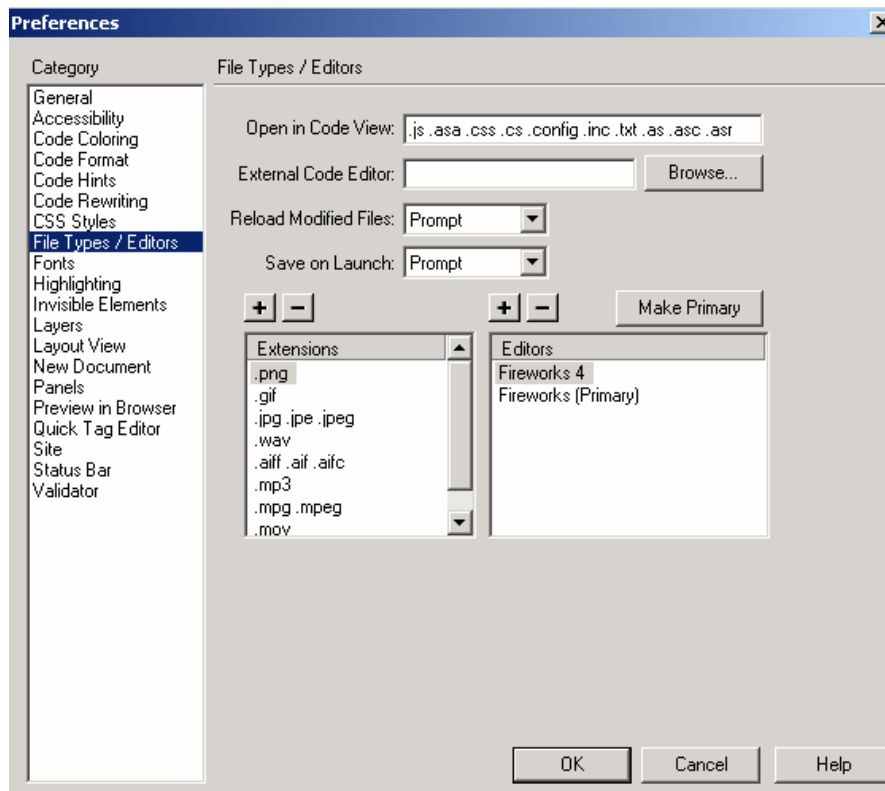 Preferences
Category
General
Accessibility
Code Coloring
Code Format
Code Hints
Code Rewriting
CSS Styles
File Types / Editors
Fonts
Highlighting
Invisible Elements
Layers
Layout View
New Document
Panels
Preview in Browser
Quick Tag Editor
Site
Status Bar
Validator
File Types / Editors
Open in Code View: .js .asa .css .cs .config .inc .txt .as .asc .asr
External Code Editor: Browse...
Reload Modified Files: Prompt
Save on Launch: Prompt
+ − + − Make Primary
Extensions
.png
.gif
.jpg .jpe .jpeg
.wav
.aiff .aif .aifc
.mp3
.mpg .mpeg
.mov
Editors
Fireworks 4
Fireworks (Primary)
OK Cancel Help